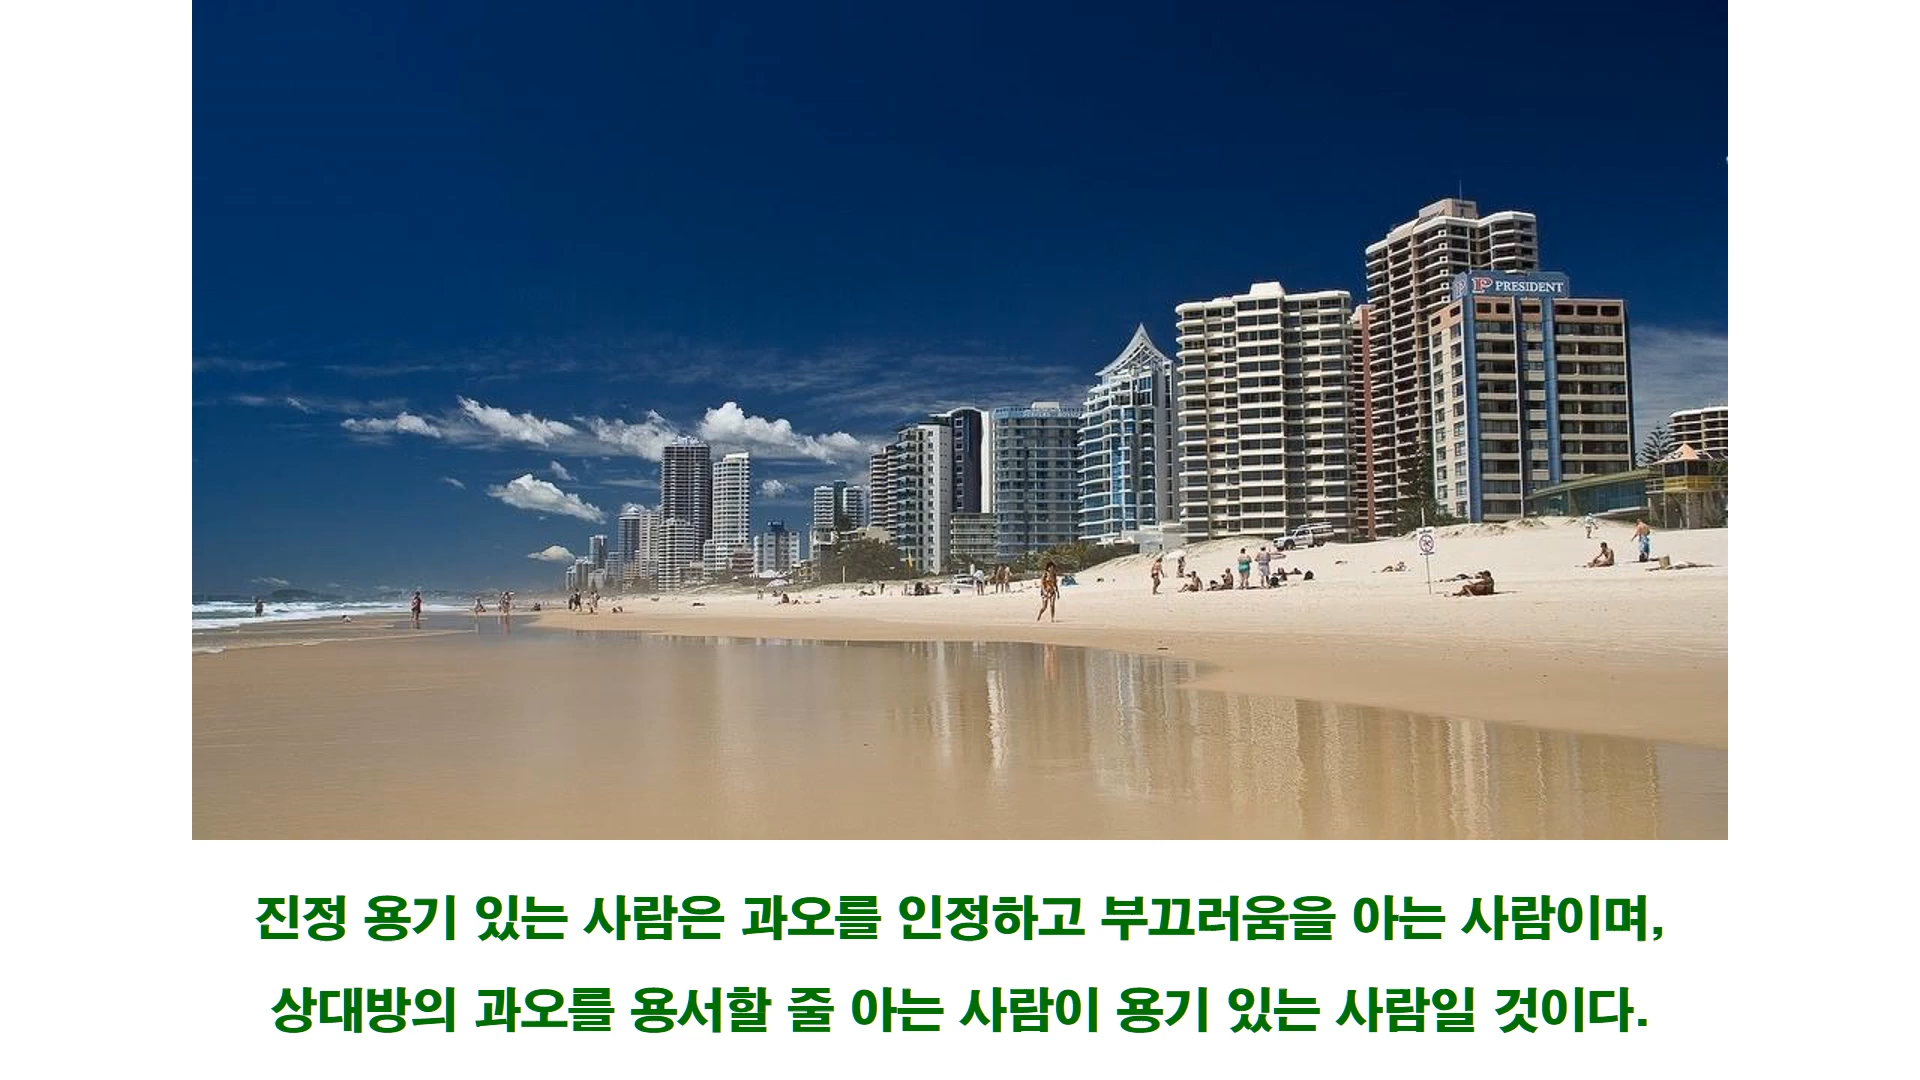 P PRESIDENT
진정 용기 있는 사람은 과오를 인정하고 부끄러움을 아는 사람이며,
상대방의 과오를 용서할 줄 아는 사람이 용기 있는 사람일 것이다.